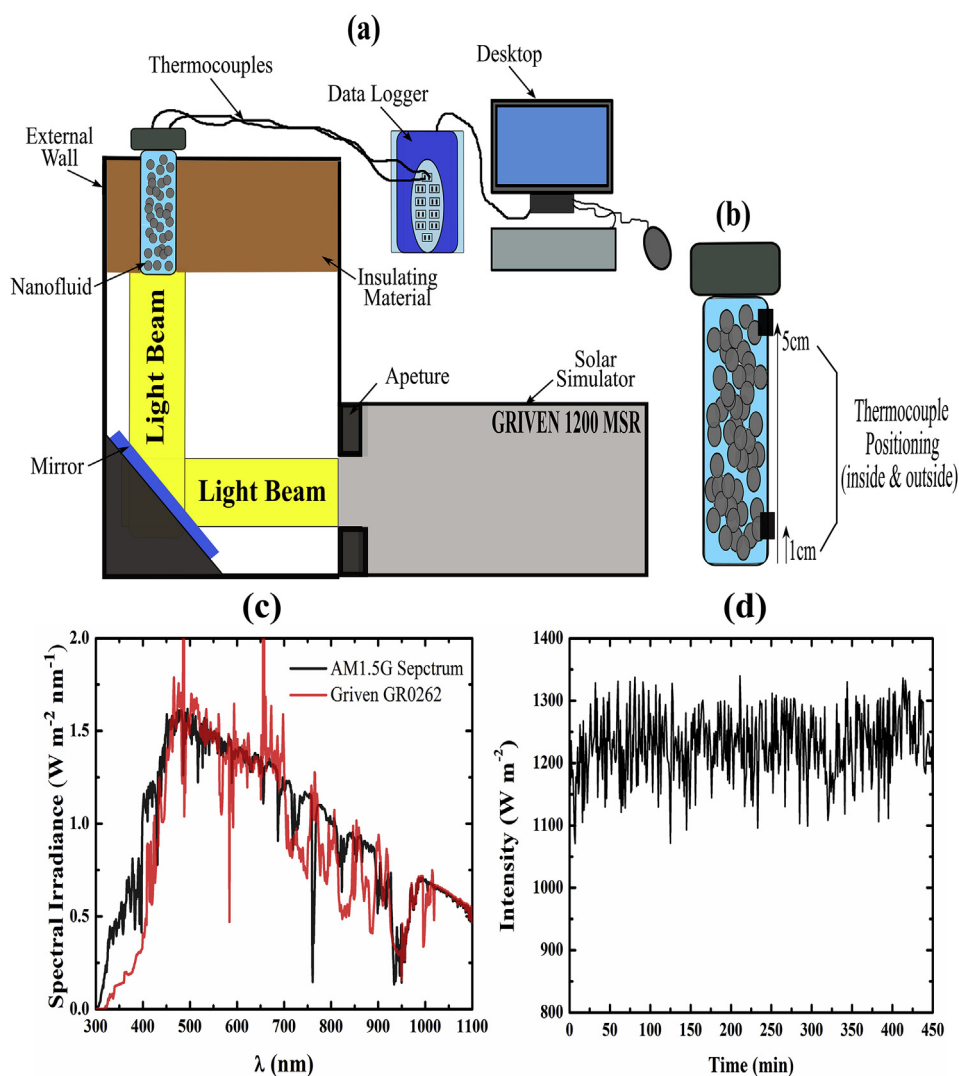 (a)
Thermocouples
Desktop
Data Logger
External
Wall
Nanofluid
Insulating
Material
Light Beam
Mirror
Light Beam
Apeture
Solar
Simulator
GRIVEN 1200 MSR
(b)
5cm
1cm
Thermocouple
Positioning
(inside & outside)
(c)
Spectral Irradiance (W m⁻² nm⁻¹)
2.0
1.5
1.0
0.5
0.0
AM1.5G Sepctrum
Griven GR0262
300 400 500 600 700 800 900 1000 1100
λ (nm)
(d)
Intensity (W m⁻²)
1400
1300
1200
1100
1000
900
800
0 50 100 150 200 250 300 350 400 450
Time (min)